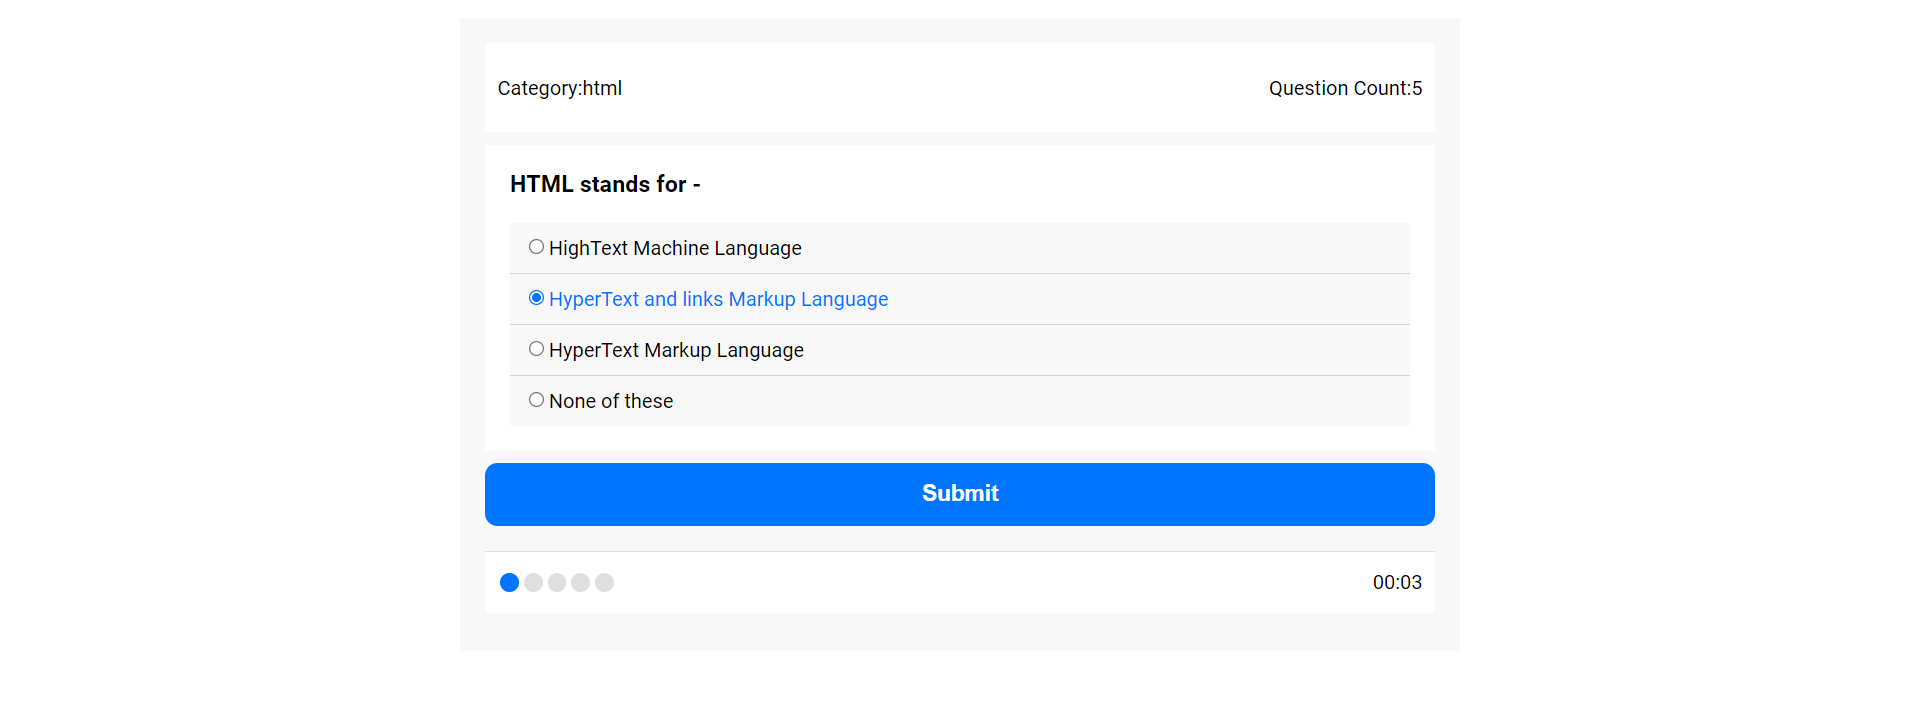 Category:html
Question Count:5
HTML stands for -
HighText Machine Language
HyperText and links Markup Language
HyperText Markup Language
None of these
Submit
00:03